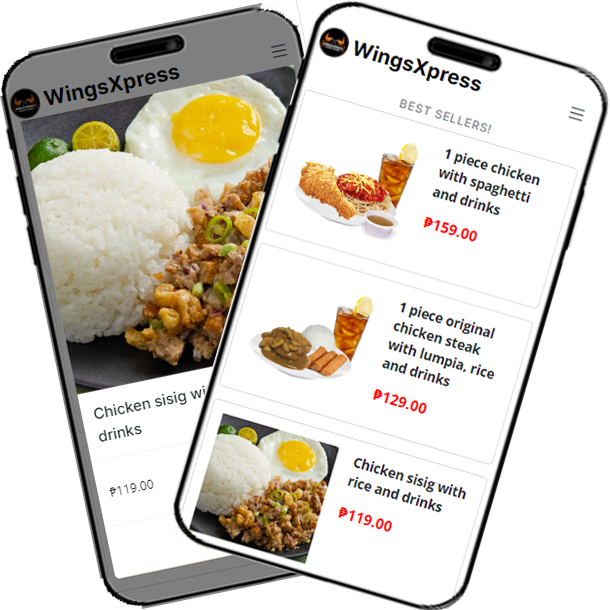 WingsXpress
Chicken sisig wi
drinks
₱119.00
WingsXpress
BEST SELLERS!
1 piece chicken
with spaghetti
and drinks
₱159.00
1 piece original
chicken steak
with lumpia, rice
and drinks
₱129.00
Chicken sisig with
rice and drinks
₱119.00